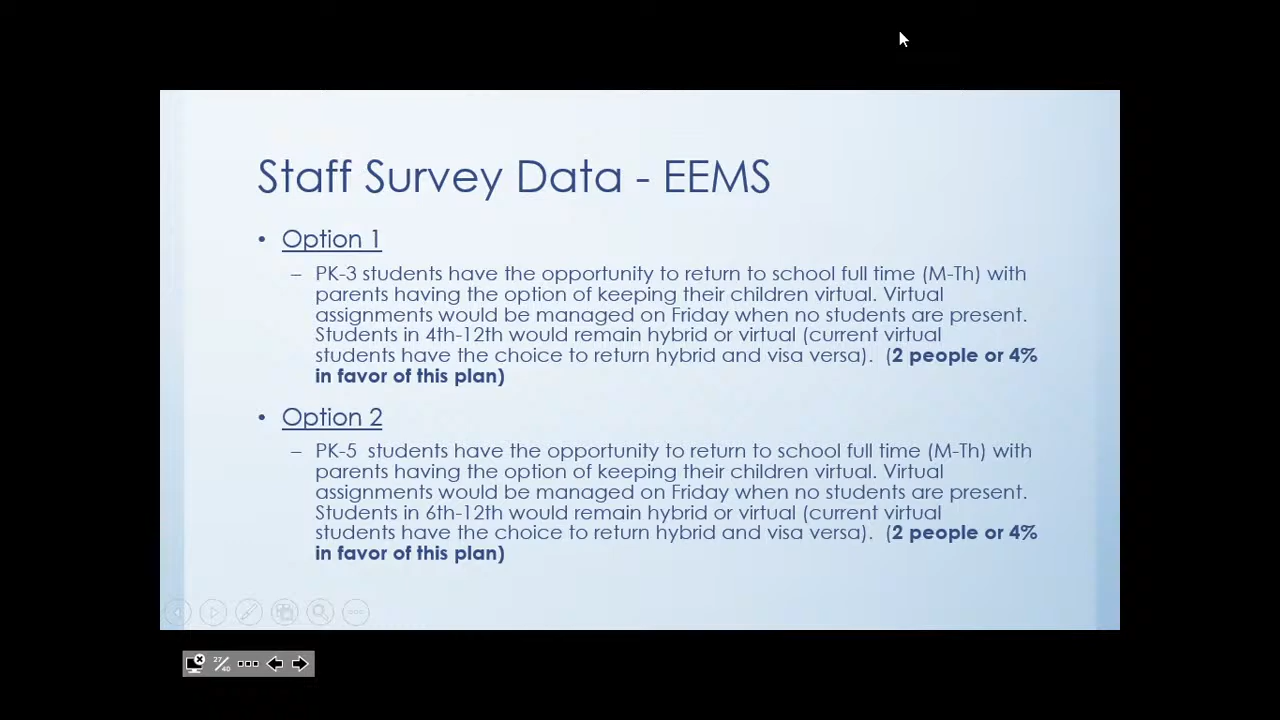 Staff Survey Data - EEMS
• Option 1
– PK-3 students have the opportunity to return to school full time (M-Th) with
parents having the option of keeping their children virtual. Virtual
assignments would be managed on Friday when no students are present.
Students in 4th-12th would remain hybrid or virtual (current virtual
students have the choice to return hybrid and visa versa). (2 people or 4%
in favor of this plan)
• Option 2
– PK-5 students have the opportunity to return to school full time (M-Th) with
parents having the option of keeping their children virtual. Virtual
assignments would be managed on Friday when no students are present.
Students in 6th-12th would remain hybrid or virtual (current virtual
students have the choice to return hybrid and visa versa). (2 people or 4%
in favor of this plan)
27/40